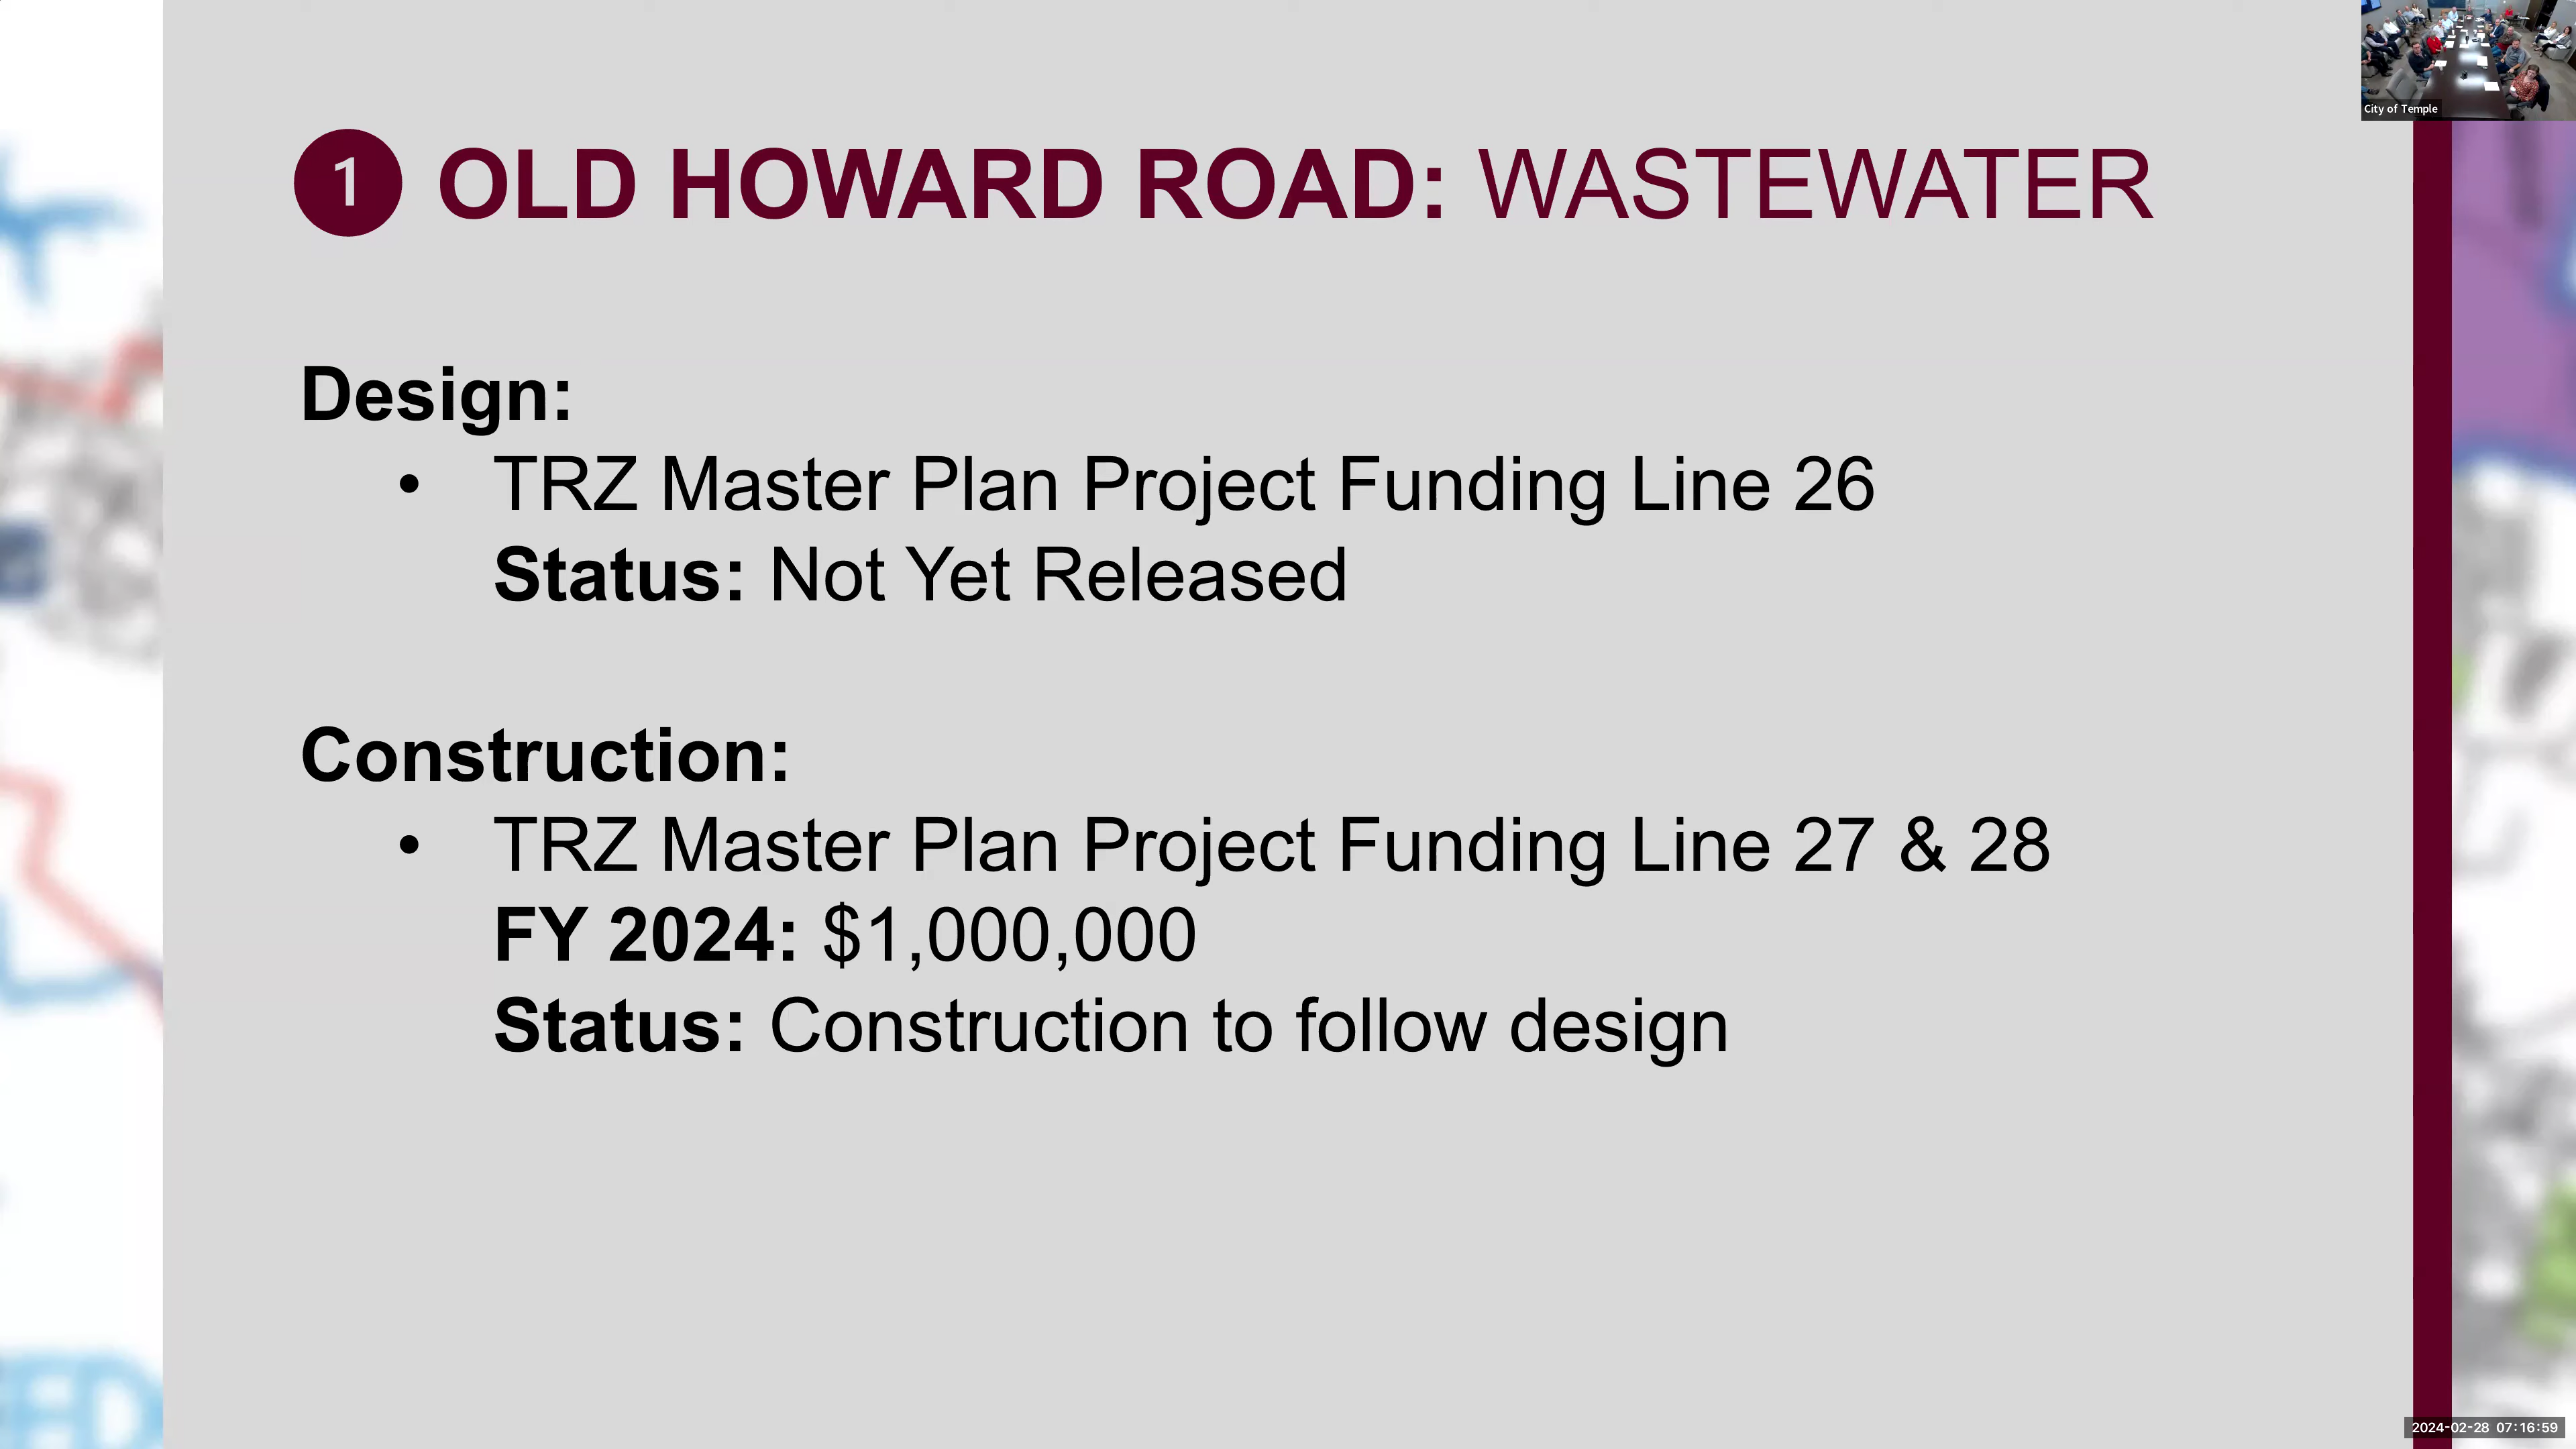 City of Temple
1 OLD HOWARD ROAD: WASTEWATER
Design:
• TRZ Master Plan Project Funding Line 26
Status: Not Yet Released
Construction:
• TRZ Master Plan Project Funding Line 27 & 28
FY 2024: $1,000,000
Status: Construction to follow design
2024-02-28 07:16:59